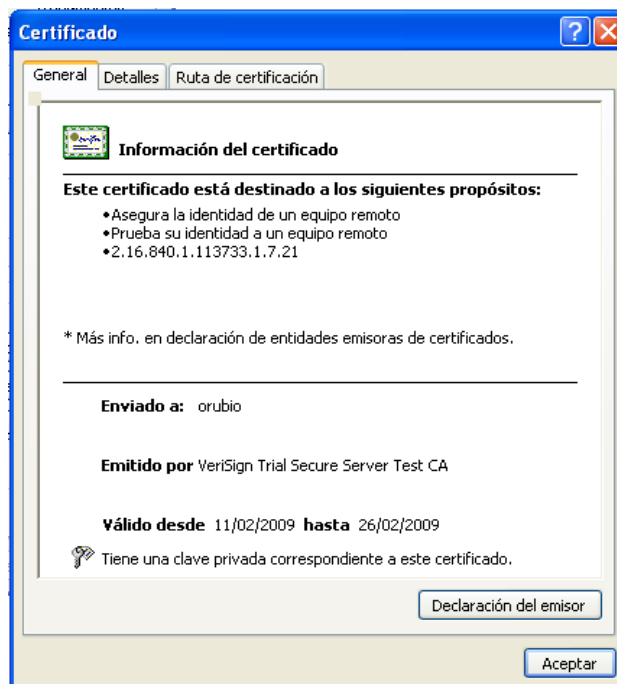 Certificado
General
Detalles
Ruta de certificación
Información del certificado
Este certificado está destinado a los siguientes propósitos:
•Asegura la identidad de un equipo remoto
•Prueba su identidad a un equipo remoto
•2.16.840.1.113733.1.7.21
* Más info. en declaración de entidades emisoras de certificados.
Enviado a: orubio
Emitido por VeriSign Trial Secure Server Test CA
Válido desde 11/02/2009 hasta 26/02/2009
Tiene una clave privada correspondiente a este certificado.
Declaración del emisor
Aceptar